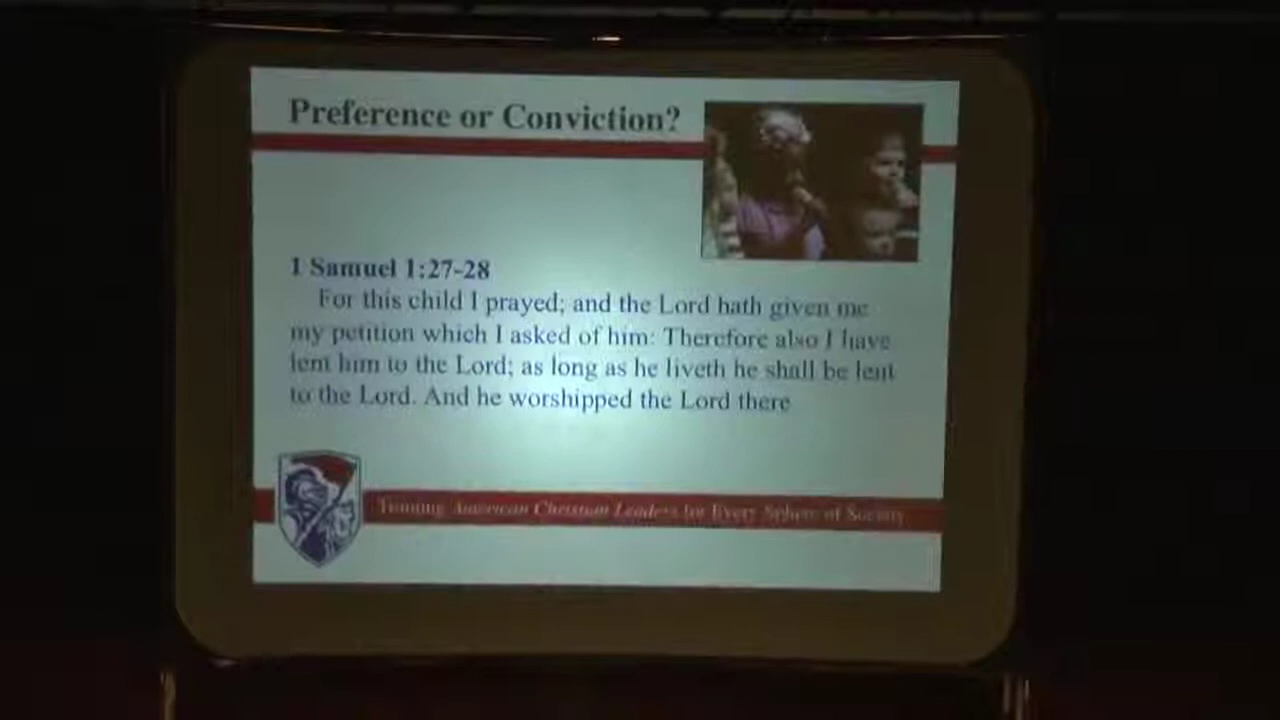 Preference or Conviction?
1 Samuel 1:27-28
For this child I prayed; and the Lord hath given me
my petition which I asked of him: Therefore also I have
lent him to the Lord; as long as he liveth he shall be lent
to the Lord. And he worshipped the Lord there
Training American Christian Leaders for Every Sphere of Society